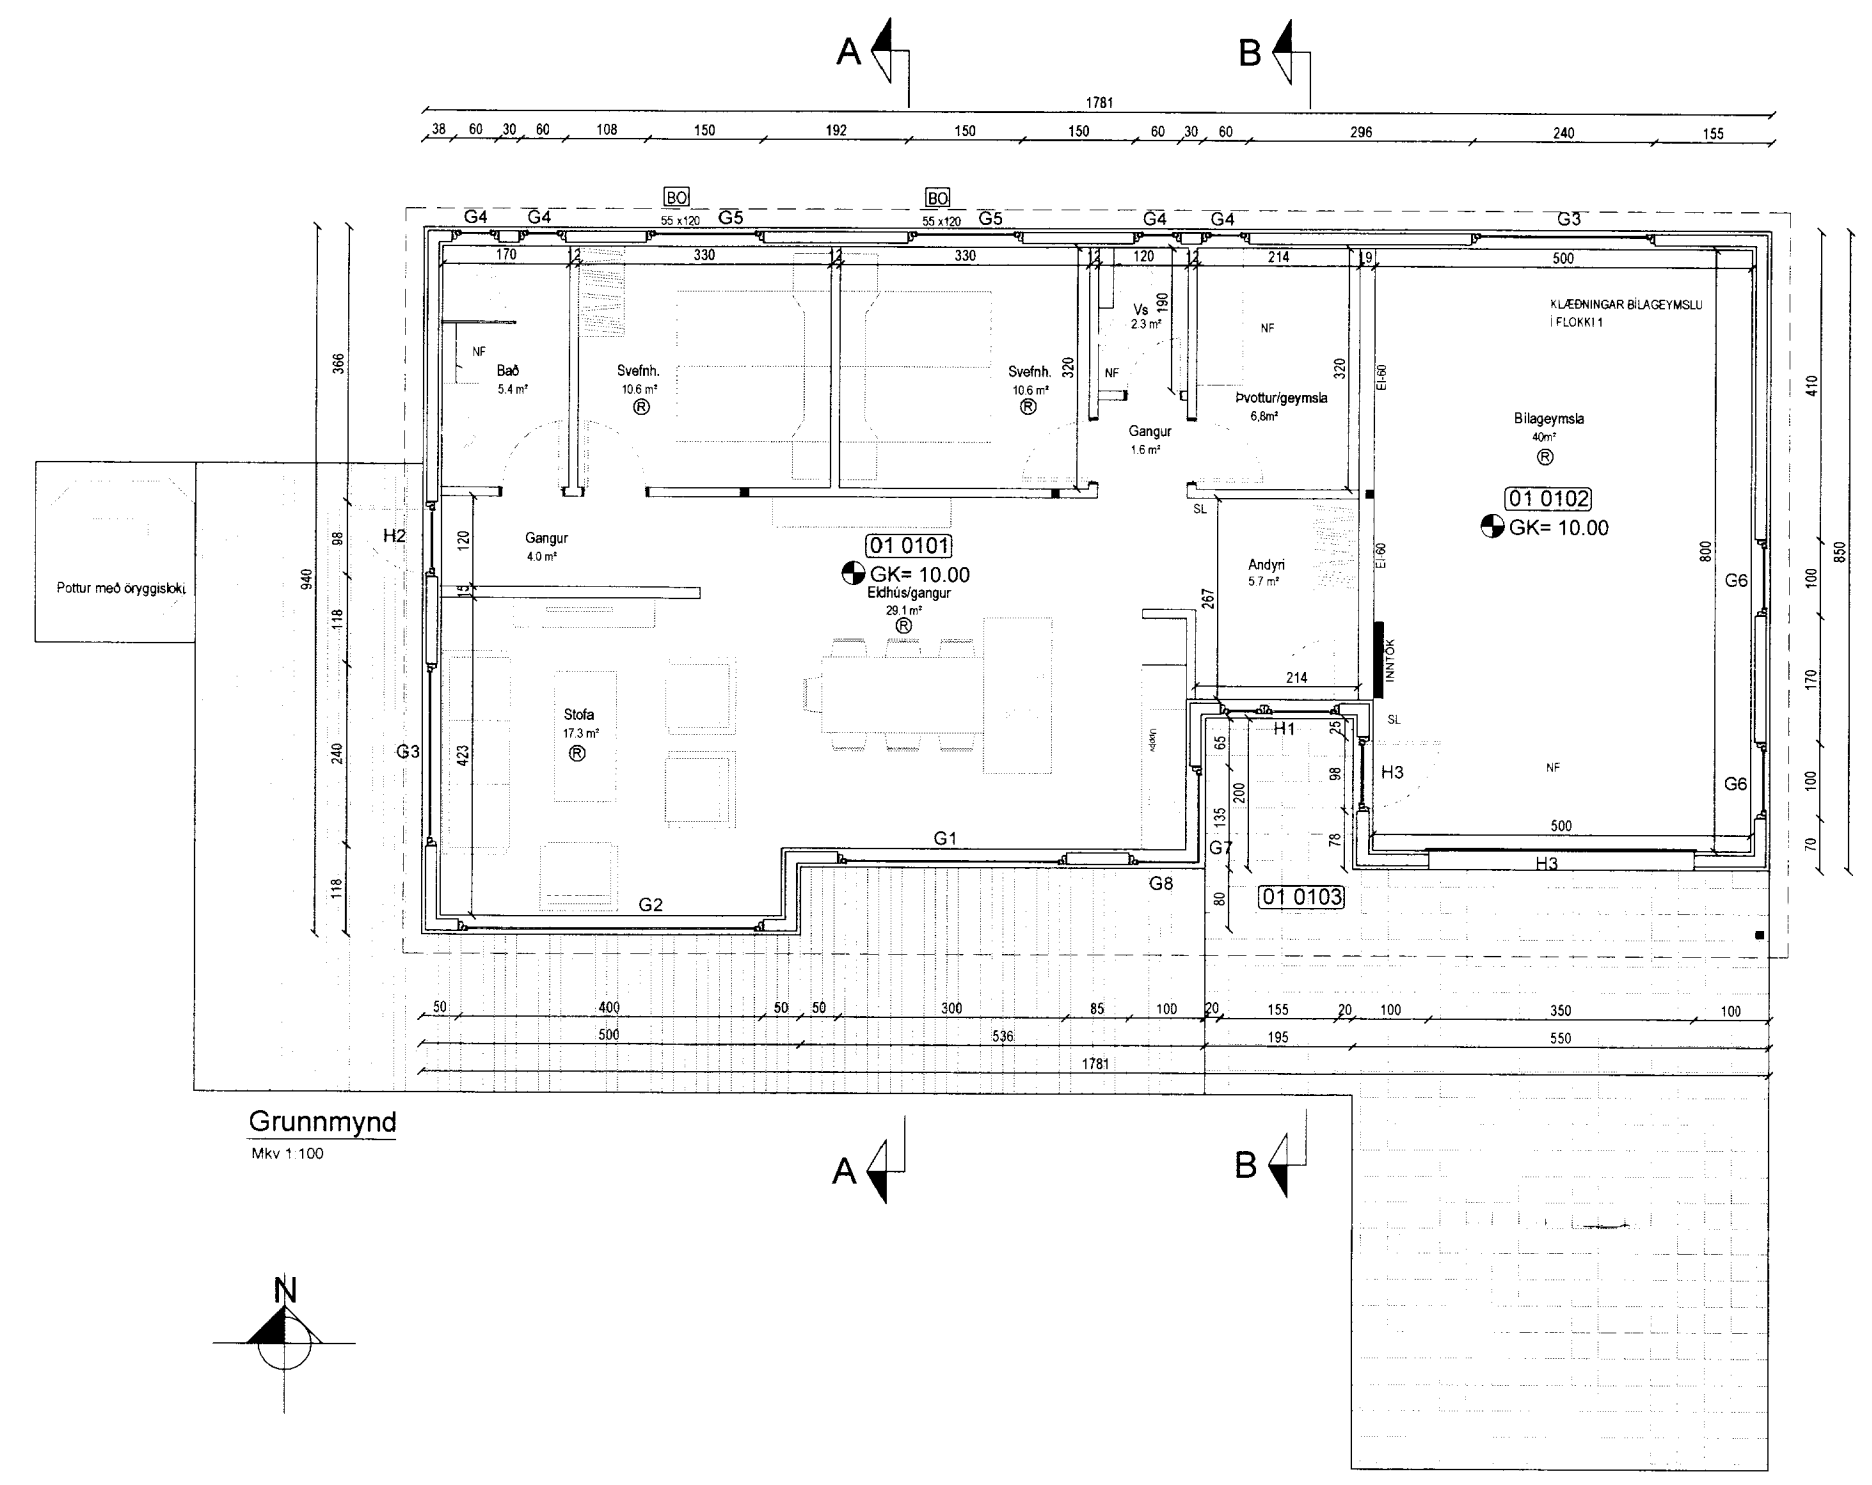 A B
1781
38 60 30 60 108 150 192 150 150 60 30 60 296 240 155
BO BO
G4 G4 55 x120 G5 55 x120 G5 G4 G4 G3
170 12 330 12 330 12 120 12 214 19 500
KLÆÐNINGAR BÍLAGEYMSLU
Í FLOKKI 1
Vs
2.3 m²
190
NF
NF
366
320
320
EI-60
410
Bað
5.4 m²
Svefnh.
10.6 m²
R
Svefnh.
10.6 m²
R
NF
Þvottur/geymsla
6,8m²
Bílageymsla
40m²
R
Gangur
1.6 m²
01 0102
GK= 10.00
SL
H2
98
120
Gangur
4.0 m²
01 0101
GK= 10.00
Eldhús/gangur
29.1 m²
R
Andyri
5.7 m²
EI-60
800
850
940
Pottur með öryggisloki
15
118
267
G6
100
INNTÖK
170
214
Stofa
17.3 m²
R
SL
G3
240
423
H1
25
65
98
H3
NF
G6
100
200
135
78
500
70
G1
G7
H3
G8
118
G2
80
01 0103
50 400 50 50 300 85 100 20 155 20 100 350 100
500 536 195 550
1781
Grunnmynd
Mkv 1:100
A B
N